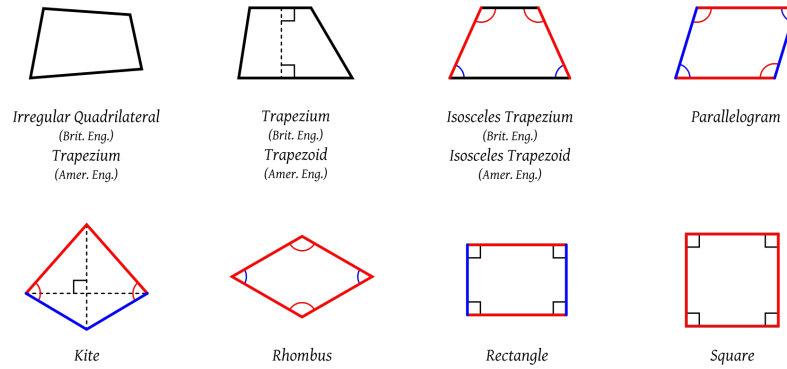 Irregular Quadrilateral
(Brit. Eng.)
Trapezium
(Amer. Eng.)
Trapezium
(Brit. Eng.)
Trapezoid
(Amer. Eng.)
Isosceles Trapezium
(Brit. Eng.)
Isosceles Trapezoid
(Amer. Eng.)
Parallelogram
Kite
Rhombus
Rectangle
Square